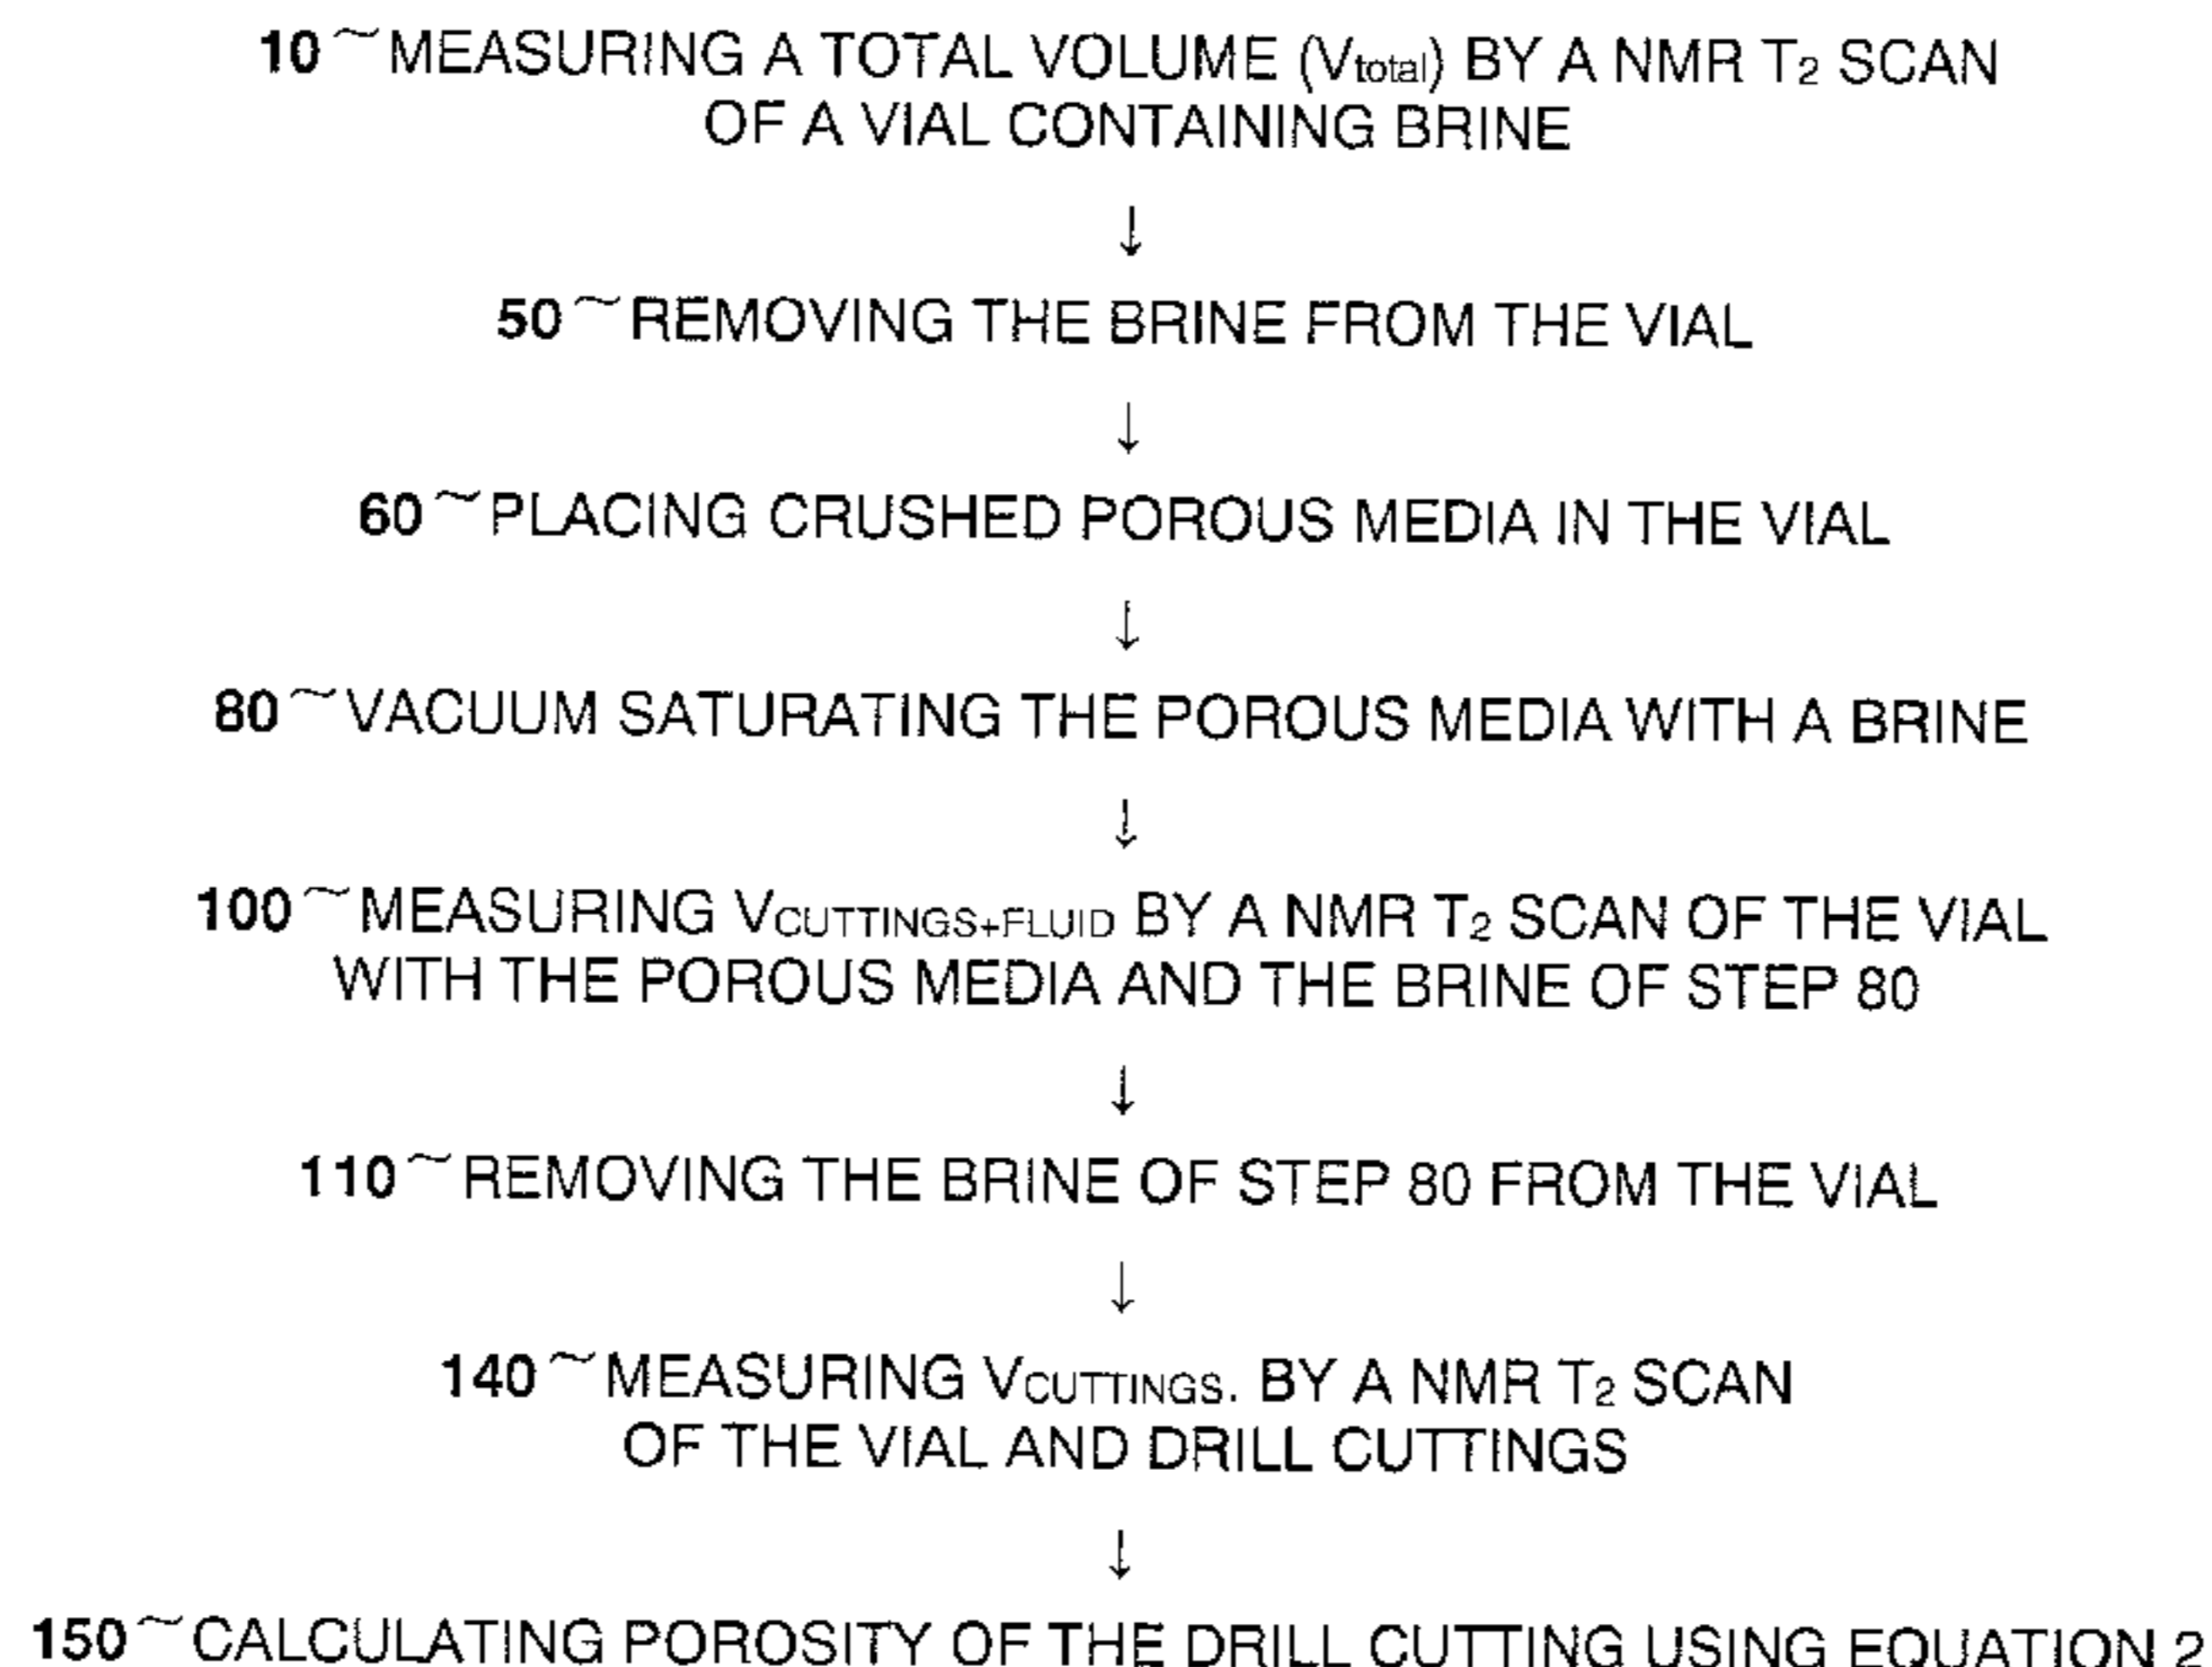 10~MEASURING A TOTAL VOLUME (Vtotal) BY A NMR T2 SCAN
OF A VIAL CONTAINING BRINE
↓
50~REMOVING THE BRINE FROM THE VIAL
↓
60~PLACING CRUSHED POROUS MEDIA IN THE VIAL
↓
80~VACUUM SATURATING THE POROUS MEDIA WITH A BRINE
↓
100~MEASURING VCUTTINGS+FLUID BY A NMR T2 SCAN OF THE VIAL
WITH THE POROUS MEDIA AND THE BRINE OF STEP 80
↓
110~REMOVING THE BRINE OF STEP 80 FROM THE VIAL
↓
140~MEASURING VCUTTINGS. BY A NMR T2 SCAN
OF THE VIAL AND DRILL CUTTINGS
↓
150~CALCULATING POROSITY OF THE DRILL CUTTING USING EQUATION 2